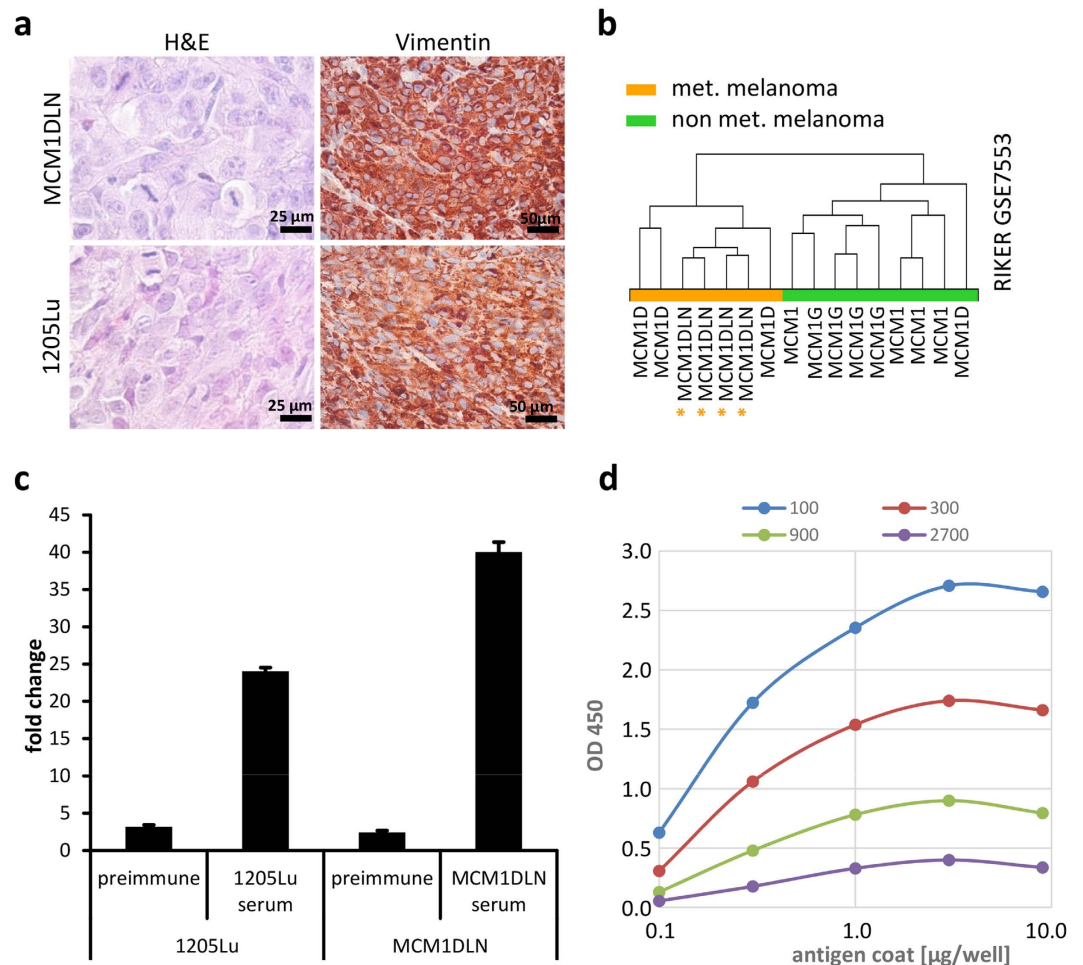 a
H&E
Vimentin
MCM1DLN
25 µm
50µm
1205Lu
25 µm
50 µm
b
met. melanoma
non met. melanoma
RIKER GSE7553
MCM1D
MCM1D
* MCM1DLN
* MCM1DLN
* MCM1DLN
* MCM1DLN
MCM1D
MCM1
MCM1G
MCM1G
MCM1G
MCM1G
MCM1
MCM1
MCM1
MCM1D
c
fold change
45
40
35
30
25
20
15
10
5
0
preimmune
1205Lu
serum
preimmune
MCM1DLN
serum
1205Lu
MCM1DLN
d
100
300
900
2700
OD 450
3.0
2.5
2.0
1.5
1.0
0.5
0.0
0.1
1.0
10.0
antigen coat [µg/well]